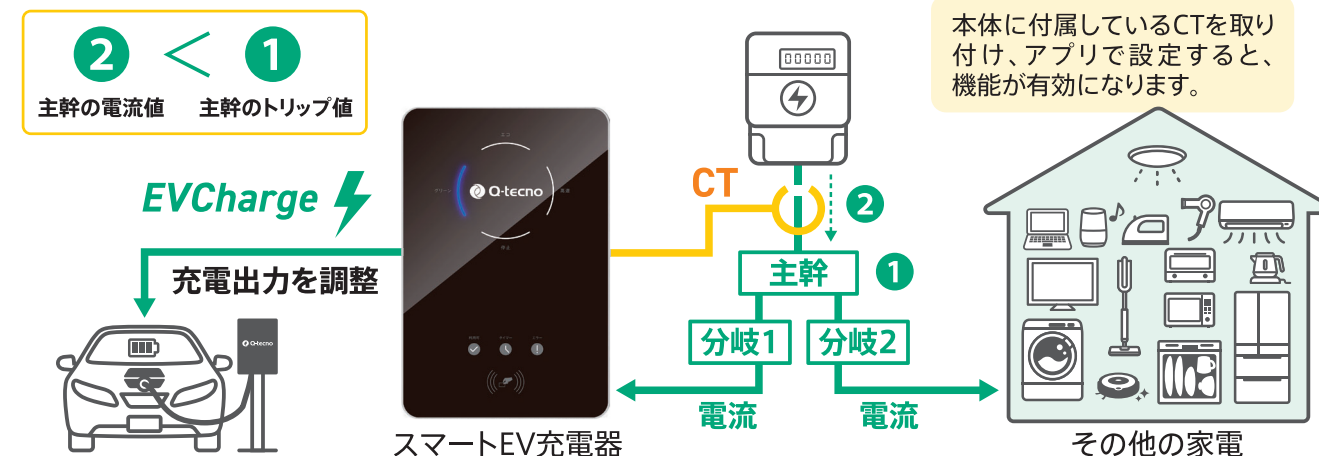 2 < 1
主幹の電流値 主幹のトリップ値
本体に付属しているCTを取り
付け、アプリで設定すると、
機能が有効になります。
EVCharge
充電出力を調整
Q-tecno
Q-tecno
停止
スマートEV充電器
00000
CT
2
主幹
1
分岐1
分岐2
電流
電流
その他の家電